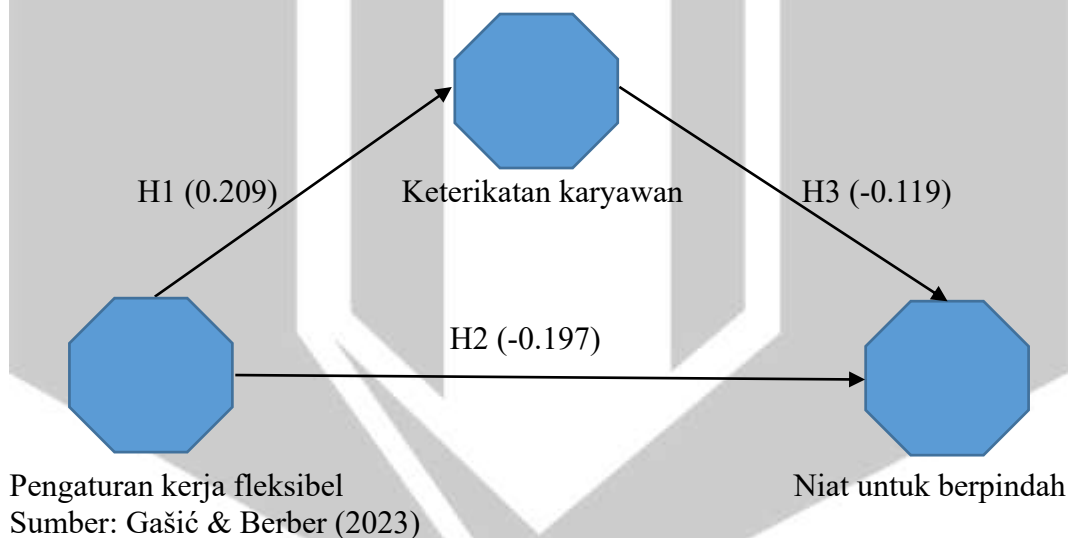 H1 (0.209)
Keterikatan karyawan
H3 (-0.119)
H2 (-0.197)
Pengaturan kerja fleksibel
Niat untuk berpindah
Sumber: Gašić & Berber (2023)